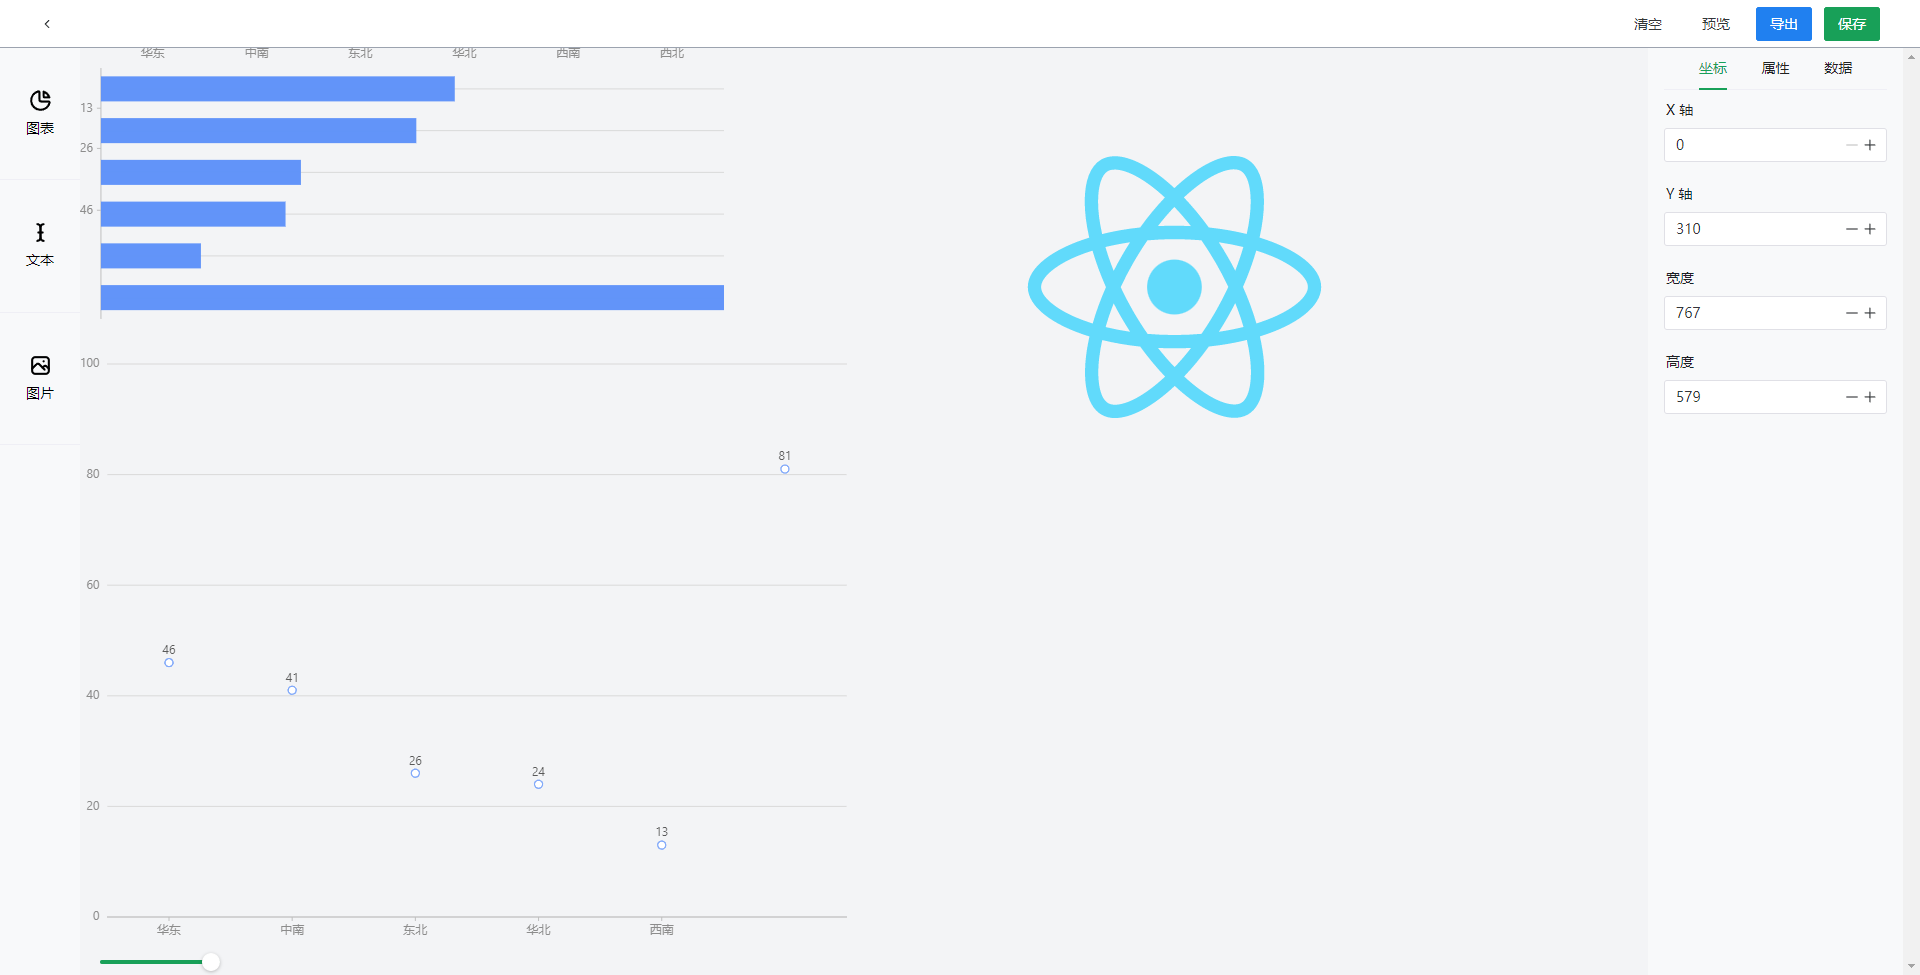 清空 预览 导出 保存
图表
文本
图片
华东 中南 东北 华北 西南 西北
13
26
46
100
80
60
40
20
0
81
46
41
26
24
13
华东 中南 东北 华北 西南
坐标 属性 数据
X 轴
0
Y 轴
310
宽度
767
高度
579